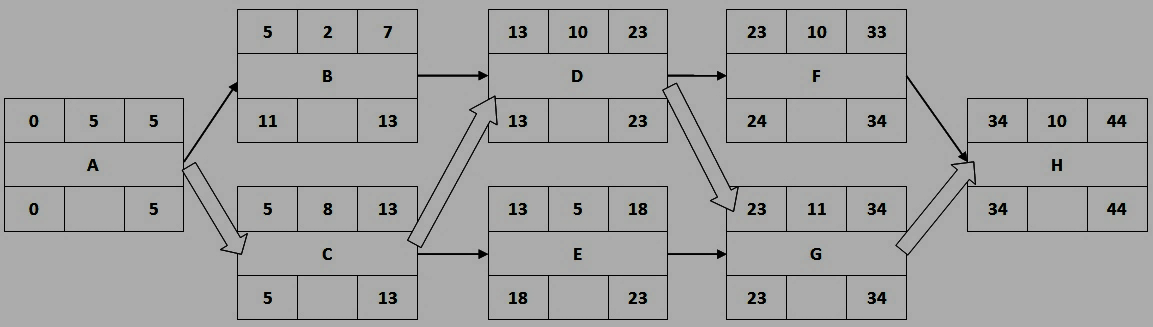 0 5 5
A
0 5
5 2 7
B
11 13
5 8 13
C
5 13
13 10 23
D
13 23
13 5 18
E
18 23
23 10 33
F
24 34
23 11 34
G
23 34
34 10 44
H
34 44